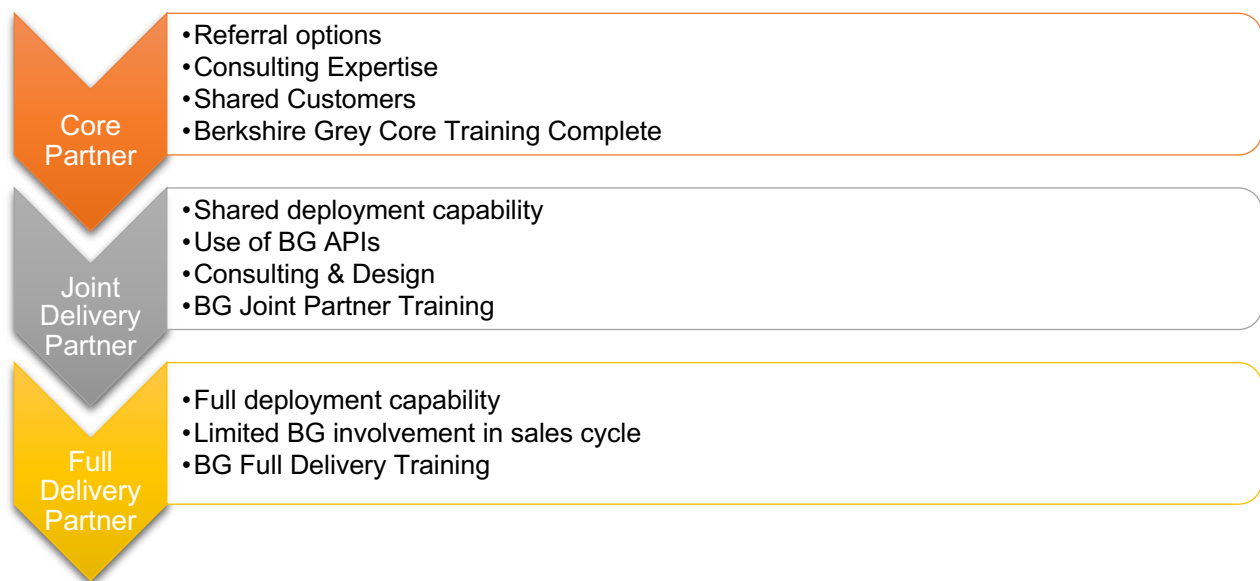 Core
Partner
•Referral options
•Consulting Expertise
•Shared Customers
•Berkshire Grey Core Training Complete
Joint
Delivery
Partner
•Shared deployment capability
•Use of BG APIs
•Consulting & Design
•BG Joint Partner Training
Full
Delivery
Partner
•Full deployment capability
•Limited BG involvement in sales cycle
•BG Full Delivery Training